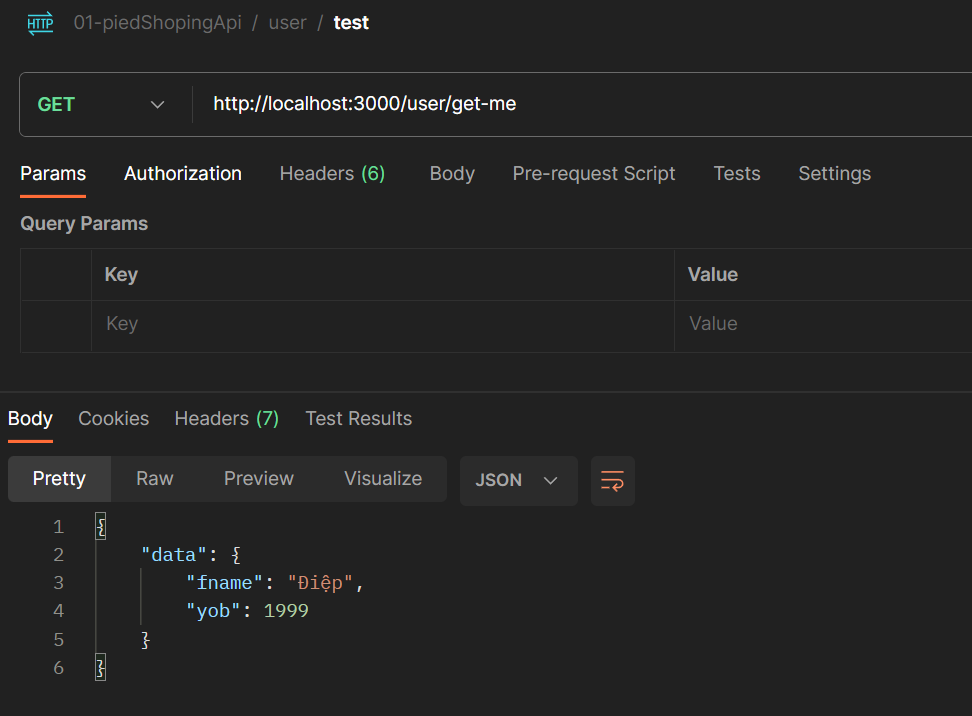 HTTP 01-piedShopingApi / user / test
GET http://localhost:3000/user/get-me
Params Authorization Headers (6) Body Pre-request Script Tests Settings
Query Params
Key Value
Key Value
Body Cookies Headers (7) Test Results
Pretty Raw Preview Visualize JSON
1 {
2 "data": {
3 "fname": "Điệp",
4 "yob": 1999
5 }
6 }